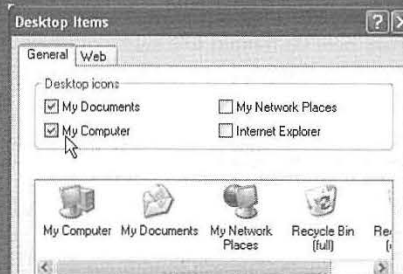 Desktop Items
General Web
Desktop icons
My Documents My Network Places
My Computer Internet Explorer
My Computer My Documents My Network Places Recycle Bin (full)